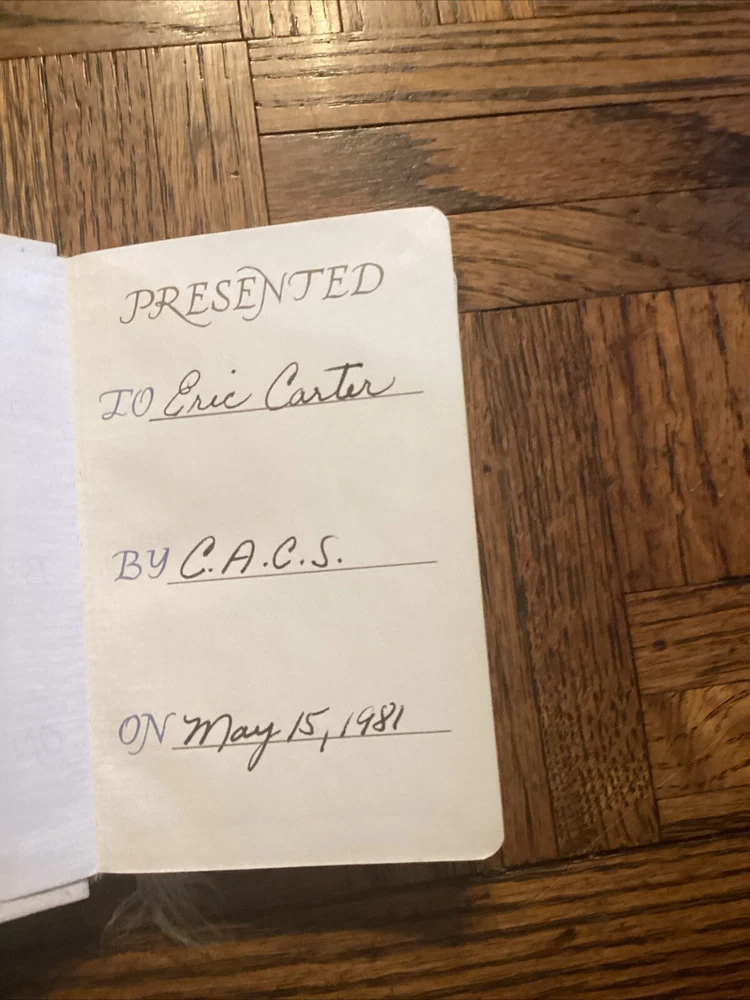 PRESENTED
TO Eric Carter
BY C.A.C.S.
ON May 15, 1981